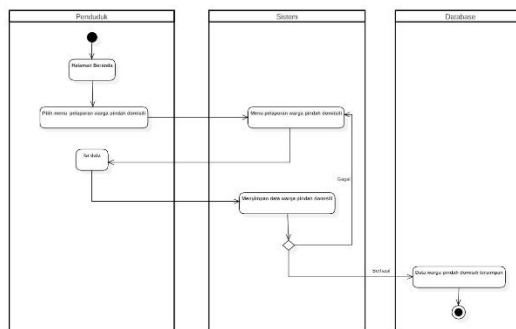 Penduduk
Sistem
Database
Halaman Beranda
Pilih menu pelaporan warga pindah domisili
Menu pelaporan warga pindah domisili
Isi data
Gagal
Menyimpan data warga pindah domisili
Berhasil
Data warga pindah domisili tersimpan